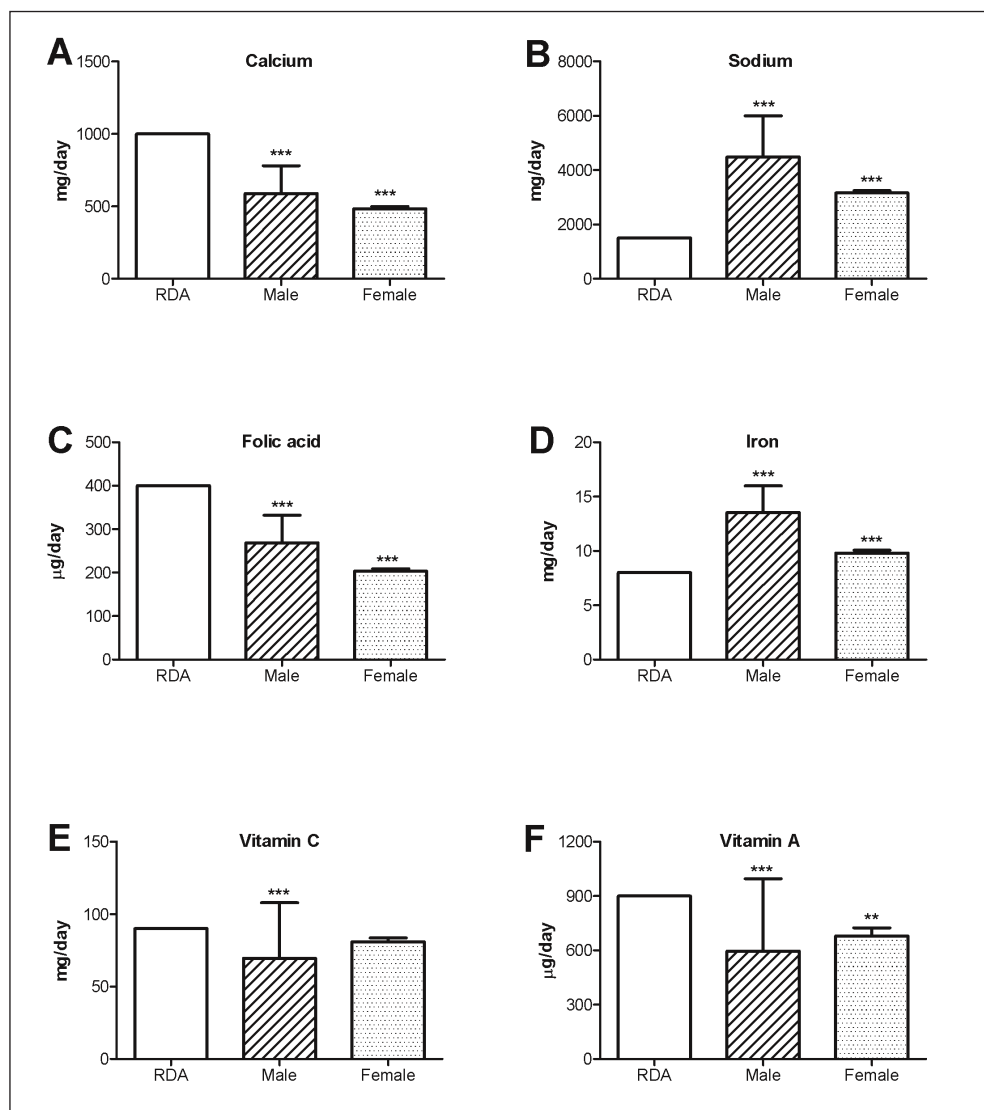 A
Calcium
1500
1000
500
0
mg/day
***
***
RDA Male Female
B
Sodium
8000
6000
4000
2000
0
mg/day
***
***
RDA Male Female
C
Folic acid
500
400
300
200
100
0
µg/day
***
***
RDA Male Female
D
Iron
20
15
10
5
0
mg/day
***
***
RDA Male Female
E
Vitamin C
150
100
50
0
mg/day
***
RDA Male Female
F
Vitamin A
1200
900
600
300
0
µg/day
***
**
RDA Male Female